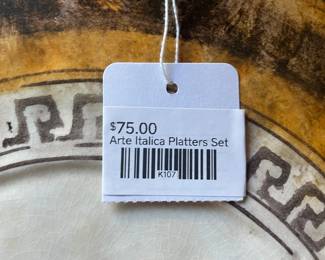 $75.00
Arte Italica Platters Set
K107